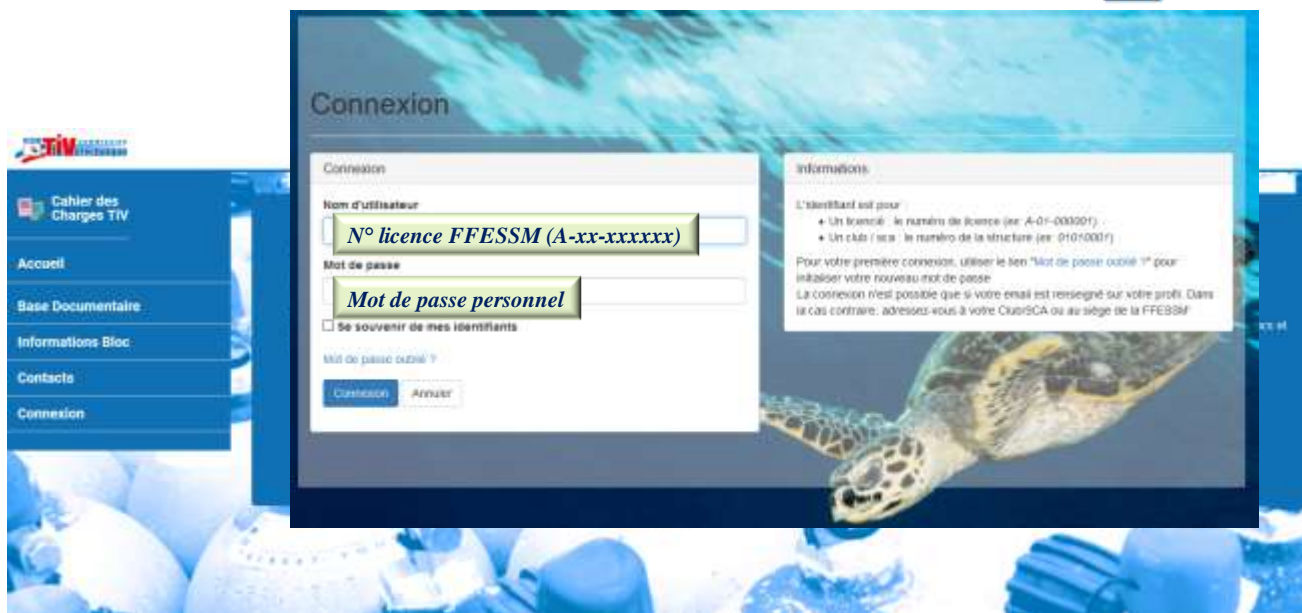 TIV
Cahier des
Charges TIV
Accueil
Base Documentaire
Informations Bloc
Contacts
Connexion
Connexion
Connexion
Nom d'utilisateur
N° licence FFESSM (A-xx-xxxxxx)
Mot de passe
Mot de passe personnel
Se souvenir de mes identifiants
Mot de passe oublié ?
Connexion Annuler
Informations
L'identifiant est pour :
• Un licencié : le numéro de licence (ex: A-01-000001)
• Un club / sca : le numéro de la structure (ex: 01010001)
Pour votre première connexion, utiliser le lien "Mot de passe oublié ?" pour
initialiser votre nouveau mot de passe
La connexion n'est possible que si votre email est renseigné sur votre profil. Dans
la cas contraire, adressez-vous à votre Club/SCA ou au siège de la FFESSM